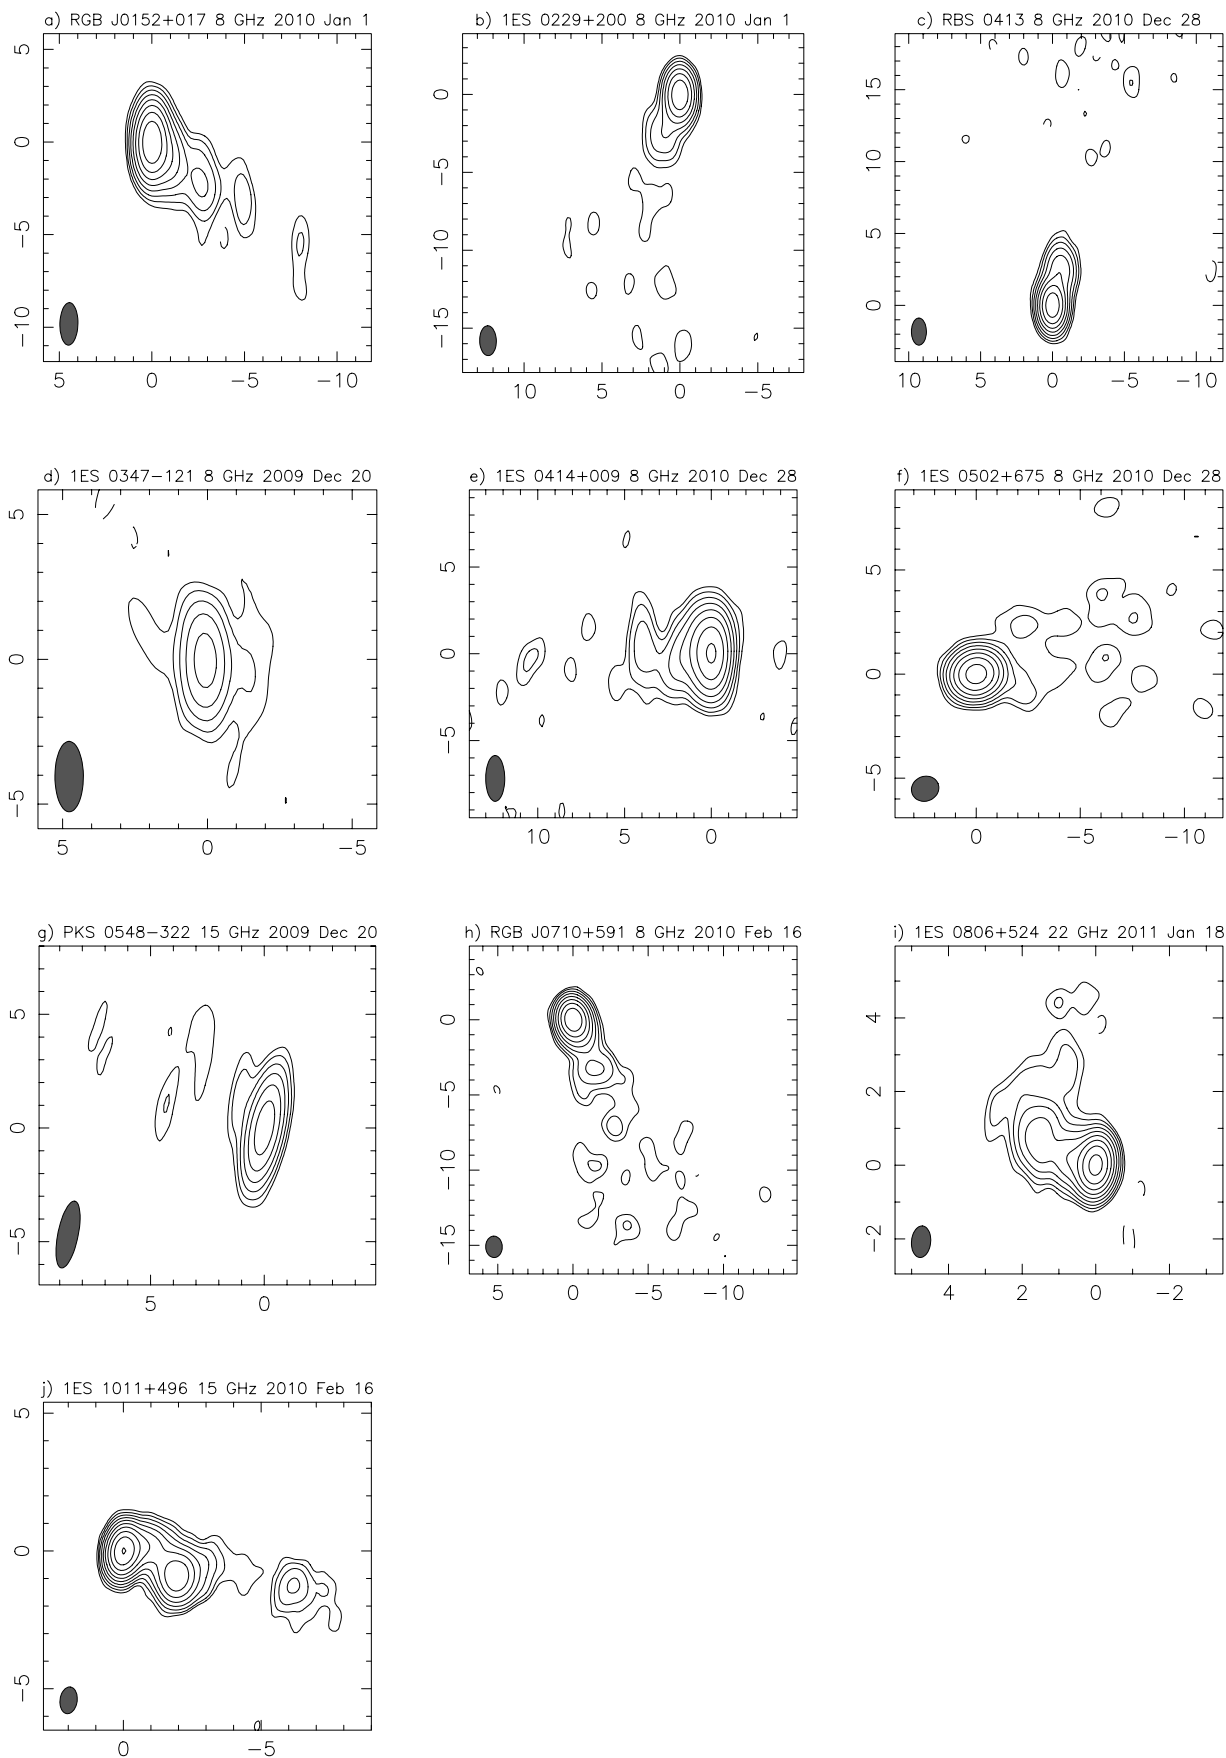 a) RGB J0152+017 8 GHz 2010 Jan 1
5
0
−5
−10
5 0 −5 −10
b) 1ES 0229+200 8 GHz 2010 Jan 1
0
−5
−10
−15
10 5 0 −5
c) RBS 0413 8 GHz 2010 Dec 28
15
10
5
0
10 5 0 −5 −10
d) 1ES 0347−121 8 GHz 2009 Dec 20
5
0
−5
5 0 −5
e) 1ES 0414+009 8 GHz 2010 Dec 28
5
0
−5
10 5 0
f) 1ES 0502+675 8 GHz 2010 Dec 28
5
0
−5
0 −5 −10
g) PKS 0548−322 15 GHz 2009 Dec 20
5
0
−5
5 0
h) RGB J0710+591 8 GHz 2010 Feb 16
0
−5
−10
−15
5 0 −5 −10
i) 1ES 0806+524 22 GHz 2011 Jan 18
4
2
0
−2
4 2 0 −2
j) 1ES 1011+496 15 GHz 2010 Feb 16
5
0
−5
0 −5